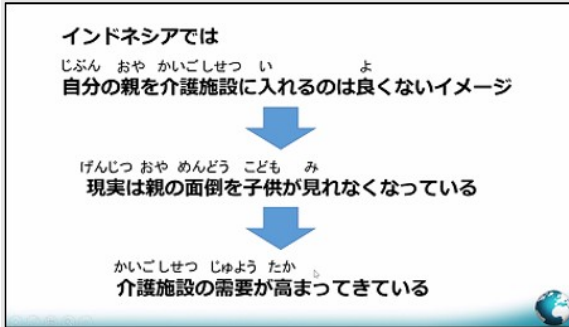 インドネシアでは
じぶん おや かいごしせつ い よ
自分の親を介護施設に入れるのは良くないイメージ
げんじつ おや めんどう こども み
現実は親の面倒を子供が見れなくなっている
かいごしせつ じゅよう たか
介護施設の需要が高まってきている